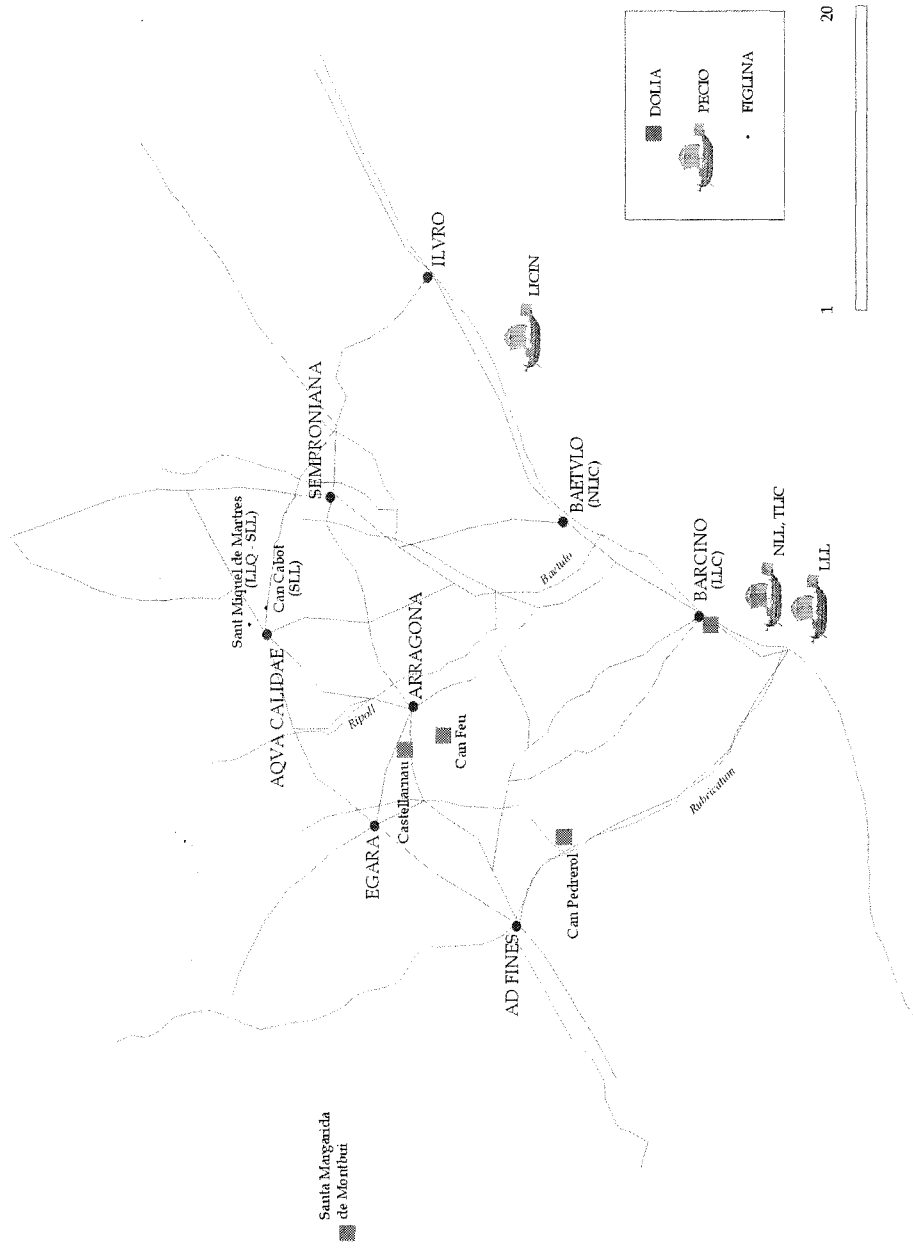 Santa Margarida
de Montbui
AD FINES
Can Pedrerol
EGARA
Castellarnau
Can Feu
ARRAGONA
Ripoll
AQVA CALIDAE
Sant Miquel de Martres
(LLQ - SLL)
Can Cabot
(SLL)
SEMPRONIANA
ILVRO
LICIN
BAETVLO
(NLIC)
Baetulo
BARCINO
(LLC)
NLL, TLIC
LLL
Rubricatum
DOLIA
PECIO
FIGLINA
1
20